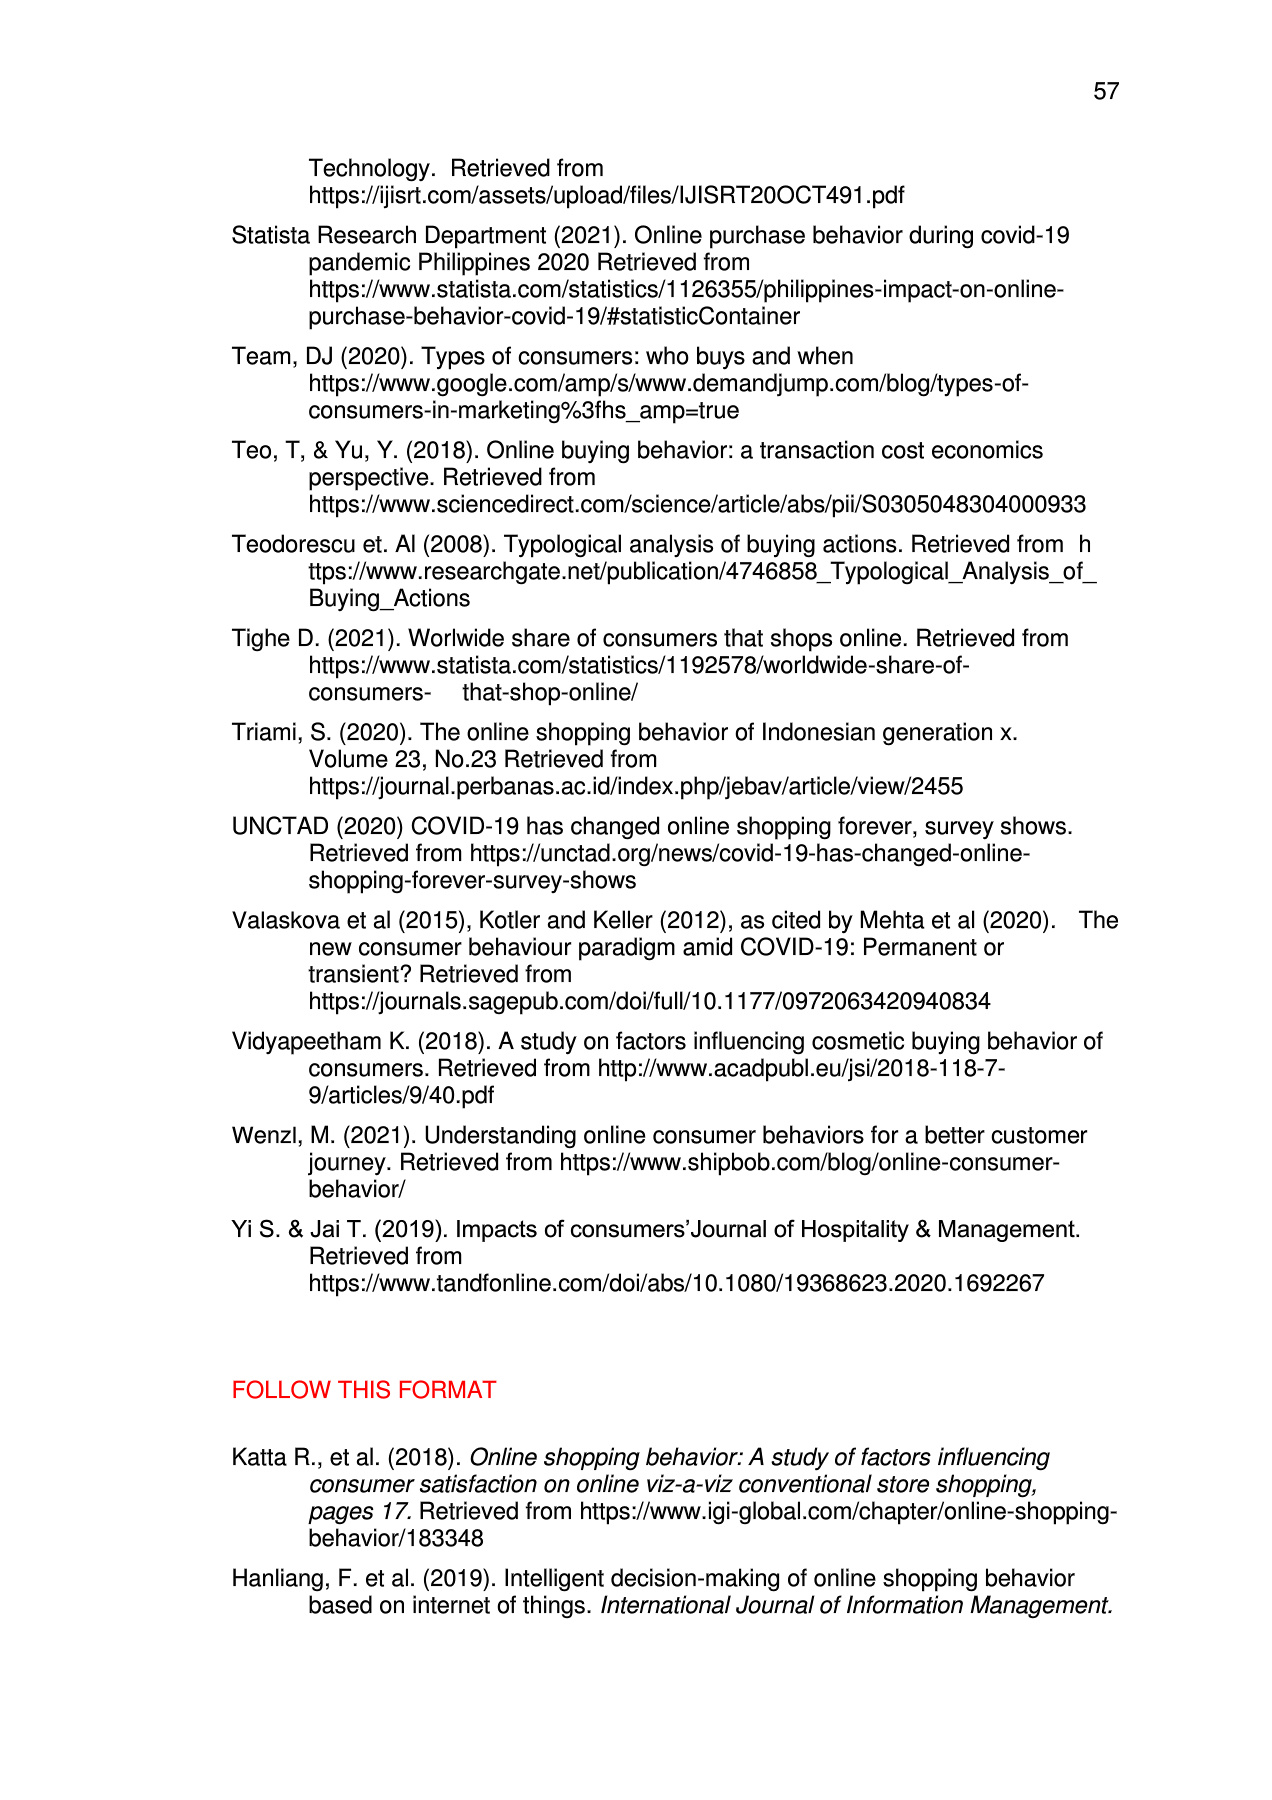 57
Technology. Retrieved from
https://ijisrt.com/assets/upload/files/IJISRT20OCT491.pdf
Statista Research Department (2021). Online purchase behavior during covid-19
pandemic Philippines 2020 Retrieved from
https://www.statista.com/statistics/1126355/philippines-impact-on-online-
purchase-behavior-covid-19/#statisticContainer
Team, DJ (2020). Types of consumers: who buys and when
https://www.google.com/amp/s/www.demandjump.com/blog/types-of-
consumers-in-marketing%3fhs_amp=true
Teo, T, & Yu, Y. (2018). Online buying behavior: a transaction cost economics
perspective. Retrieved from
https://www.sciencedirect.com/science/article/abs/pii/S0305048304000933
Teodorescu et. Al (2008). Typological analysis of buying actions. Retrieved from h
ttps://www.researchgate.net/publication/4746858_Typological_Analysis_of_
Buying_Actions
Tighe D. (2021). Worlwide share of consumers that shops online. Retrieved from
https://www.statista.com/statistics/1192578/worldwide-share-of-
consumers- that-shop-online/
Triami, S. (2020). The online shopping behavior of Indonesian generation x.
Volume 23, No.23 Retrieved from
https://journal.perbanas.ac.id/index.php/jebav/article/view/2455
UNCTAD (2020) COVID-19 has changed online shopping forever, survey shows.
Retrieved from https://unctad.org/news/covid-19-has-changed-online-
shopping-forever-survey-shows
Valaskova et al (2015), Kotler and Keller (2012), as cited by Mehta et al (2020). The
new consumer behaviour paradigm amid COVID-19: Permanent or
transient? Retrieved from
https://journals.sagepub.com/doi/full/10.1177/0972063420940834
Vidyapeetham K. (2018). A study on factors influencing cosmetic buying behavior of
consumers. Retrieved from http://www.acadpubl.eu/jsi/2018-118-7-
9/articles/9/40.pdf
Wenzl, M. (2021). Understanding online consumer behaviors for a better customer
journey. Retrieved from https://www.shipbob.com/blog/online-consumer-
behavior/
Yi S. & Jai T. (2019). Impacts of consumers’Journal of Hospitality & Management.
Retrieved from
https://www.tandfonline.com/doi/abs/10.1080/19368623.2020.1692267
FOLLOW THIS FORMAT
Katta R., et al. (2018). Online shopping behavior: A study of factors influencing
consumer satisfaction on online viz-a-viz conventional store shopping,
pages 17. Retrieved from https://www.igi-global.com/chapter/online-shopping-
behavior/183348
Hanliang, F. et al. (2019). Intelligent decision-making of online shopping behavior
based on internet of things. International Journal of Information Management.